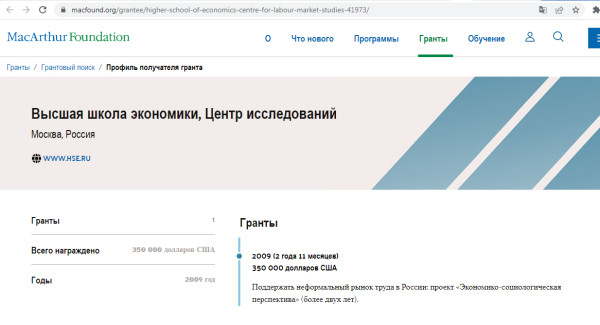 macfound.org/grantee/higher-school-of-economics-centre-for-labour-market-studies-41973/
MacArthur Foundation
О Что нового Программы Гранты Обучение
Гранты / Грантовый поиск / Профиль получателя гранта
Высшая школа экономики, Центр исследований
Москва, Россия
WWW.HSE.RU
Гранты 1
Всего награждено 350 000 долларов США
Годы 2009 год
Гранты
2009 (2 года 11 месяцев)
350 000 долларов США
Поддержать неформальный рынок труда в России: проект «Экономико-социологическая
перспектива» (более двух лет).